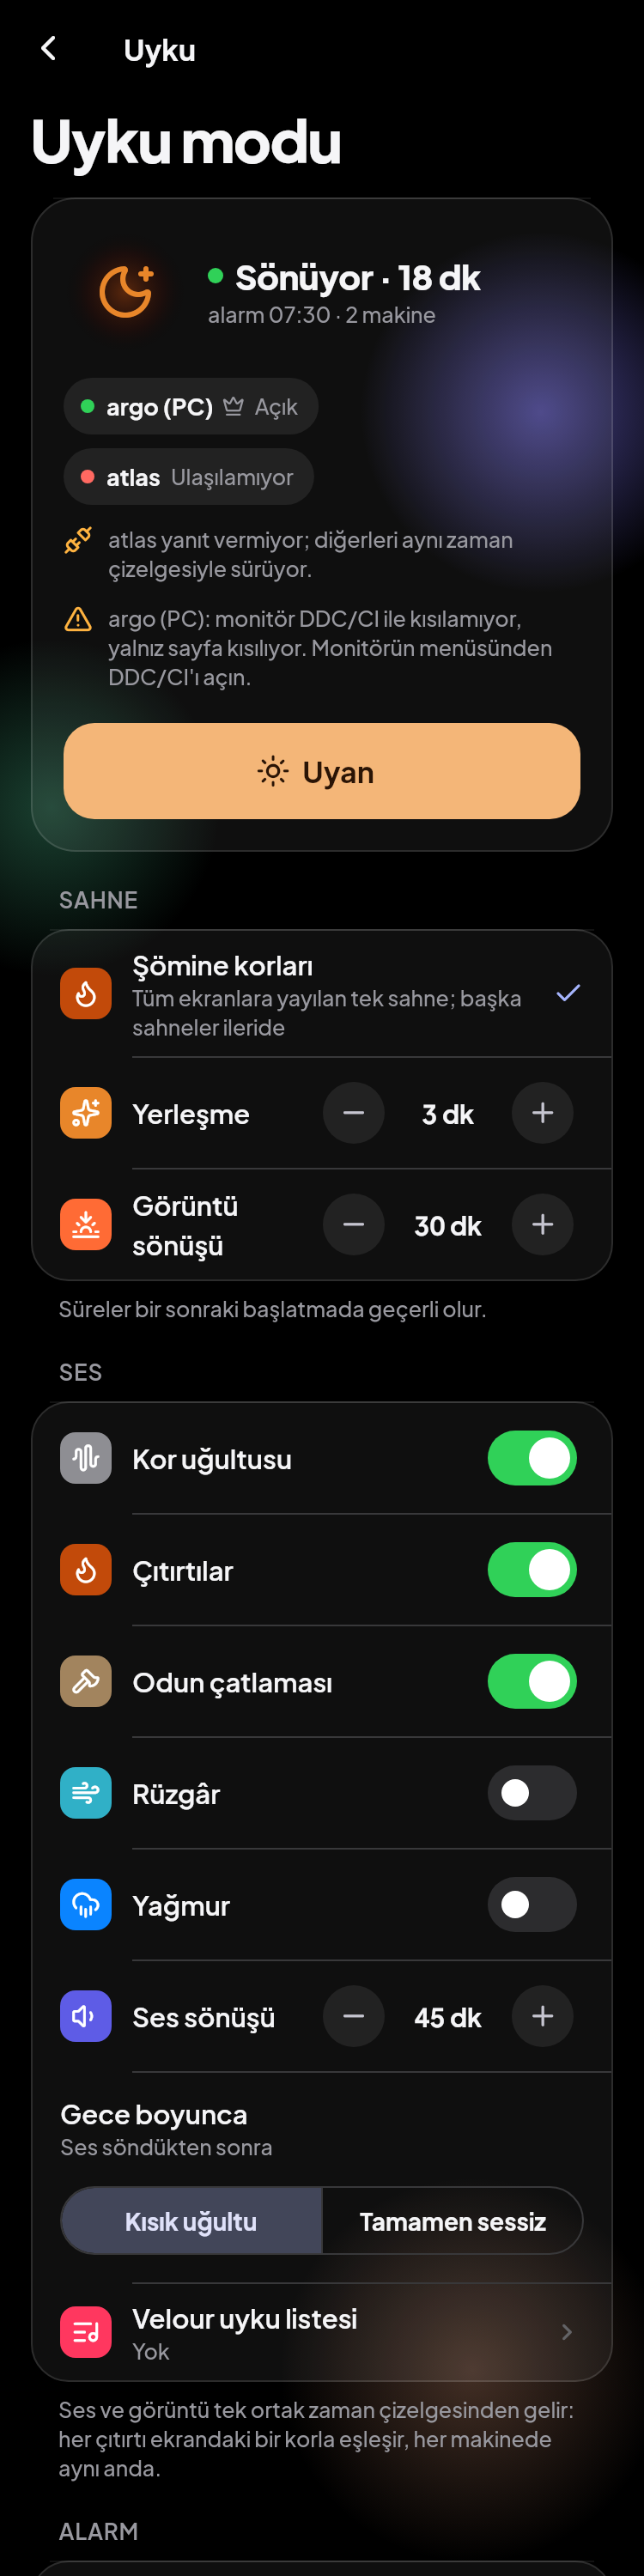 Uyku
Uyku modu
Sönüyor · 18 dk
alarm 07:30 · 2 makine
argo (PC) Açık
atlas Ulaşılamıyor
atlas yanıt vermiyor; diğerleri aynı zaman
çizelgesiyle sürüyor.
argo (PC): monitör DDC/CI ile kısılamıyor,
yalnız sayfa kısılıyor. Monitörün menüsünden
DDC/CI'ı açın.
Uyan
SAHNE
Şömine korları
Tüm ekranlara yayılan tek sahne; başka
sahneler ileride
Yerleşme 3 dk
Görüntü
sönüşü
30 dk
Süreler bir sonraki başlatmada geçerli olur.
SES
Kor uğultusu
Çıtırtılar
Odun çatlaması
Rüzgâr
Yağmur
Ses sönüşü 45 dk
Gece boyunca
Ses söndükten sonra
Kısık uğultu Tamamen sessiz
Velour uyku listesi
Yok
Ses ve görüntü tek ortak zaman çizelgesinden gelir:
her çıtırtı ekrandaki bir korla eşleşir, her makinede
aynı anda.
ALARM